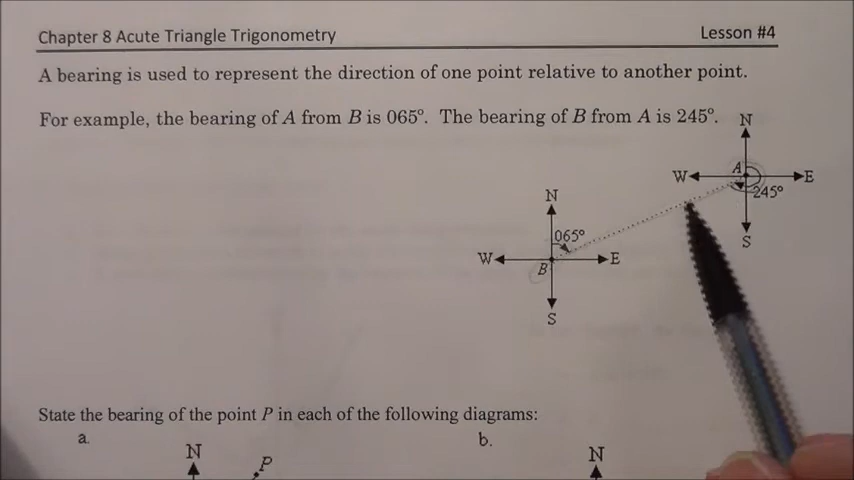 Chapter 8 Acute Triangle Trigonometry
Lesson #4
A bearing is used to represent the direction of one point relative to another point.
For example, the bearing of A from B is 065°. The bearing of B from A is 245°.
N
W
A
E
245°
S
N
065°
W
B
E
S
State the bearing of the point P in each of the following diagrams:
a.
b.
N
P
N